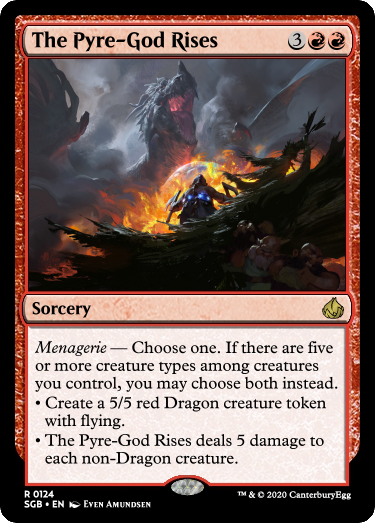 The Pyre-God Rises 3
Sorcery
Menagerie — Choose one. If there are five
or more creature types among creatures
you control, you may choose both instead.
• Create a 5/5 red Dragon creature token
with flying.
• The Pyre-God Rises deals 5 damage to
each non-Dragon creature.
R 0124
SGB • EN Even Amundsen
™ & © 2020 CanterburyEgg